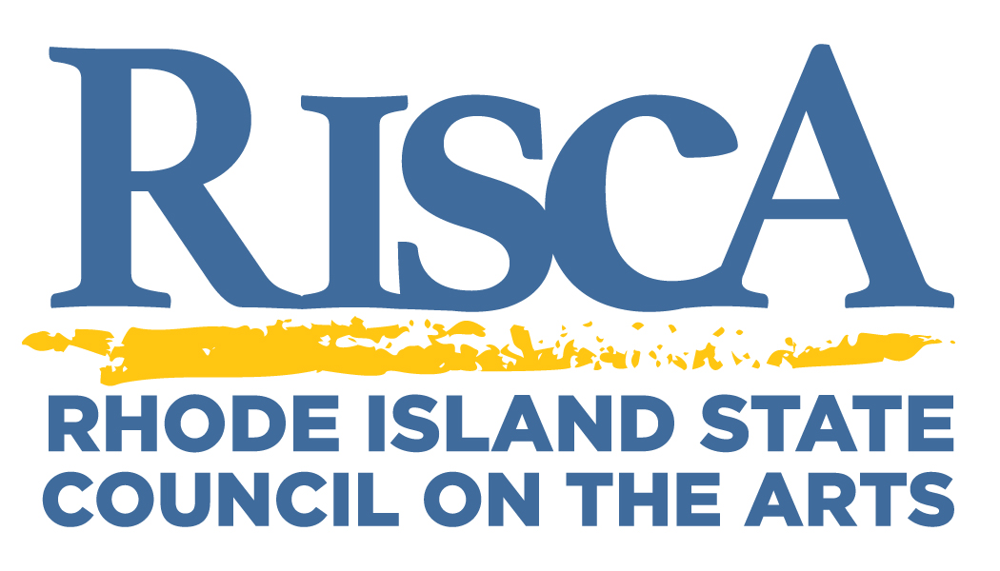 RISCA
RHODE ISLAND STATE
COUNCIL ON THE ARTS